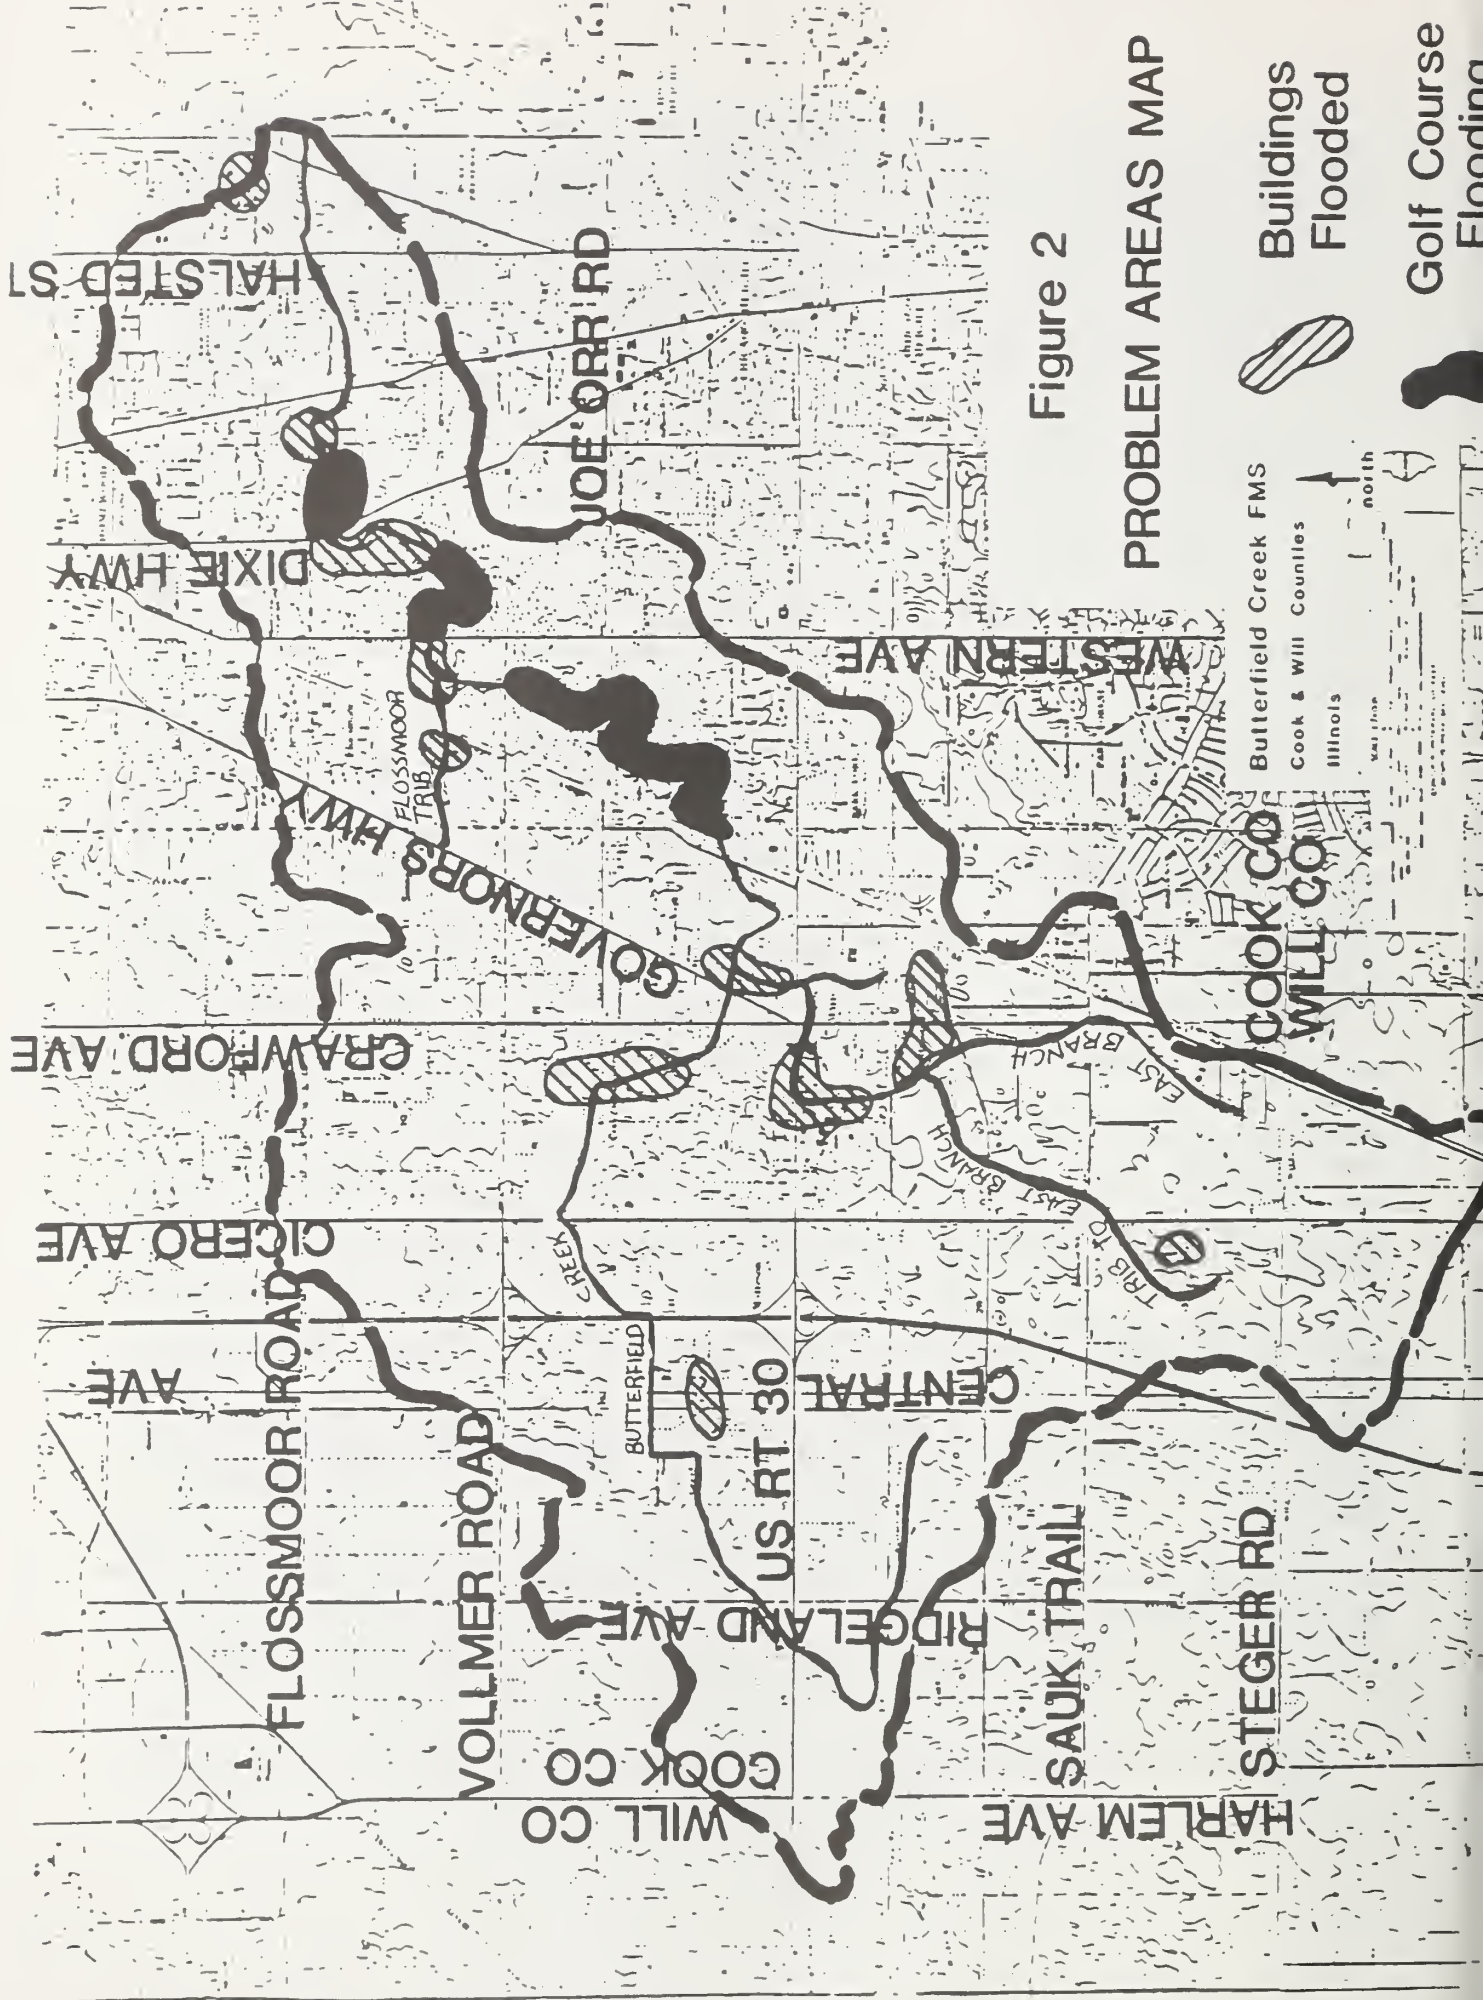 HALSTED ST
DIXIE HWY
WESTERN AVE
GOVERNORS HWY
CRAWFORD AVE
CICERO AVE
AVE
CENTRAL
RIDGELAND AVE
HARLEM AVE
FLOSSMOOR ROAD
VOLLMER ROAD
US RT 30
SAUK TRAIL
STEGER RD
JOE ORR RD
COOK CO
WILL CO
COOK CO
WILL CO
FLOSSMOOR
TRIB
BUTTERFIELD
CREEK
EAST BRANCH
TRIB TO EAST BRANCH
Figure 2
PROBLEM AREAS MAP
Buildings
Flooded
Golf Course
Flooding
Butterfield Creek FMS
Cook & Will Counties
Illinois
north